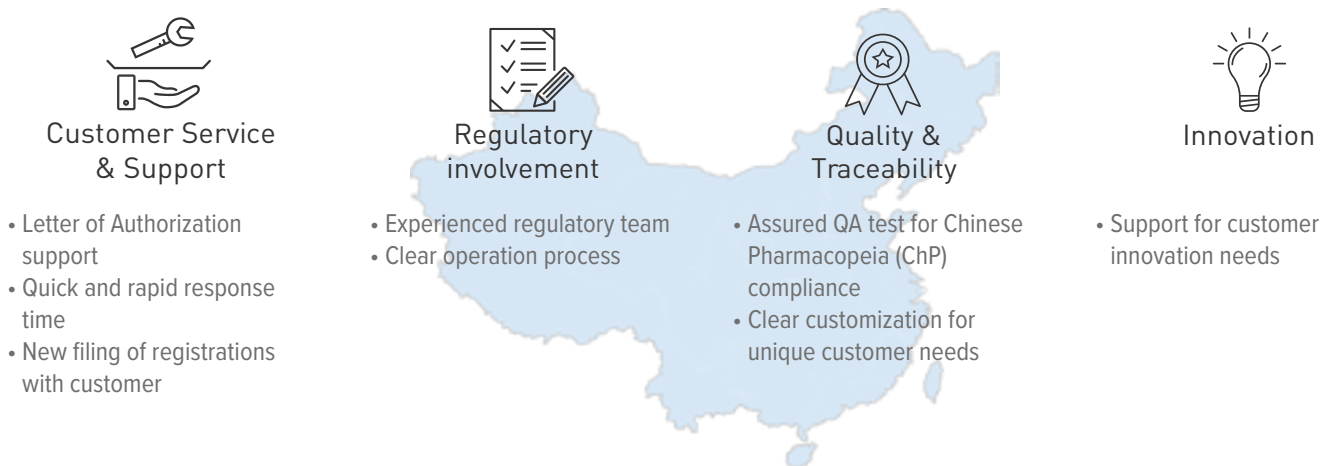 Customer Service
& Support
• Letter of Authorization
support
• Quick and rapid response
time
• New filing of registrations
with customer
Regulatory
involvement
• Experienced regulatory team
• Clear operation process
Quality &
Traceability
• Assured QA test for Chinese
Pharmacopeia (ChP)
compliance
• Clear customization for
unique customer needs
Innovation
• Support for customer
innovation needs